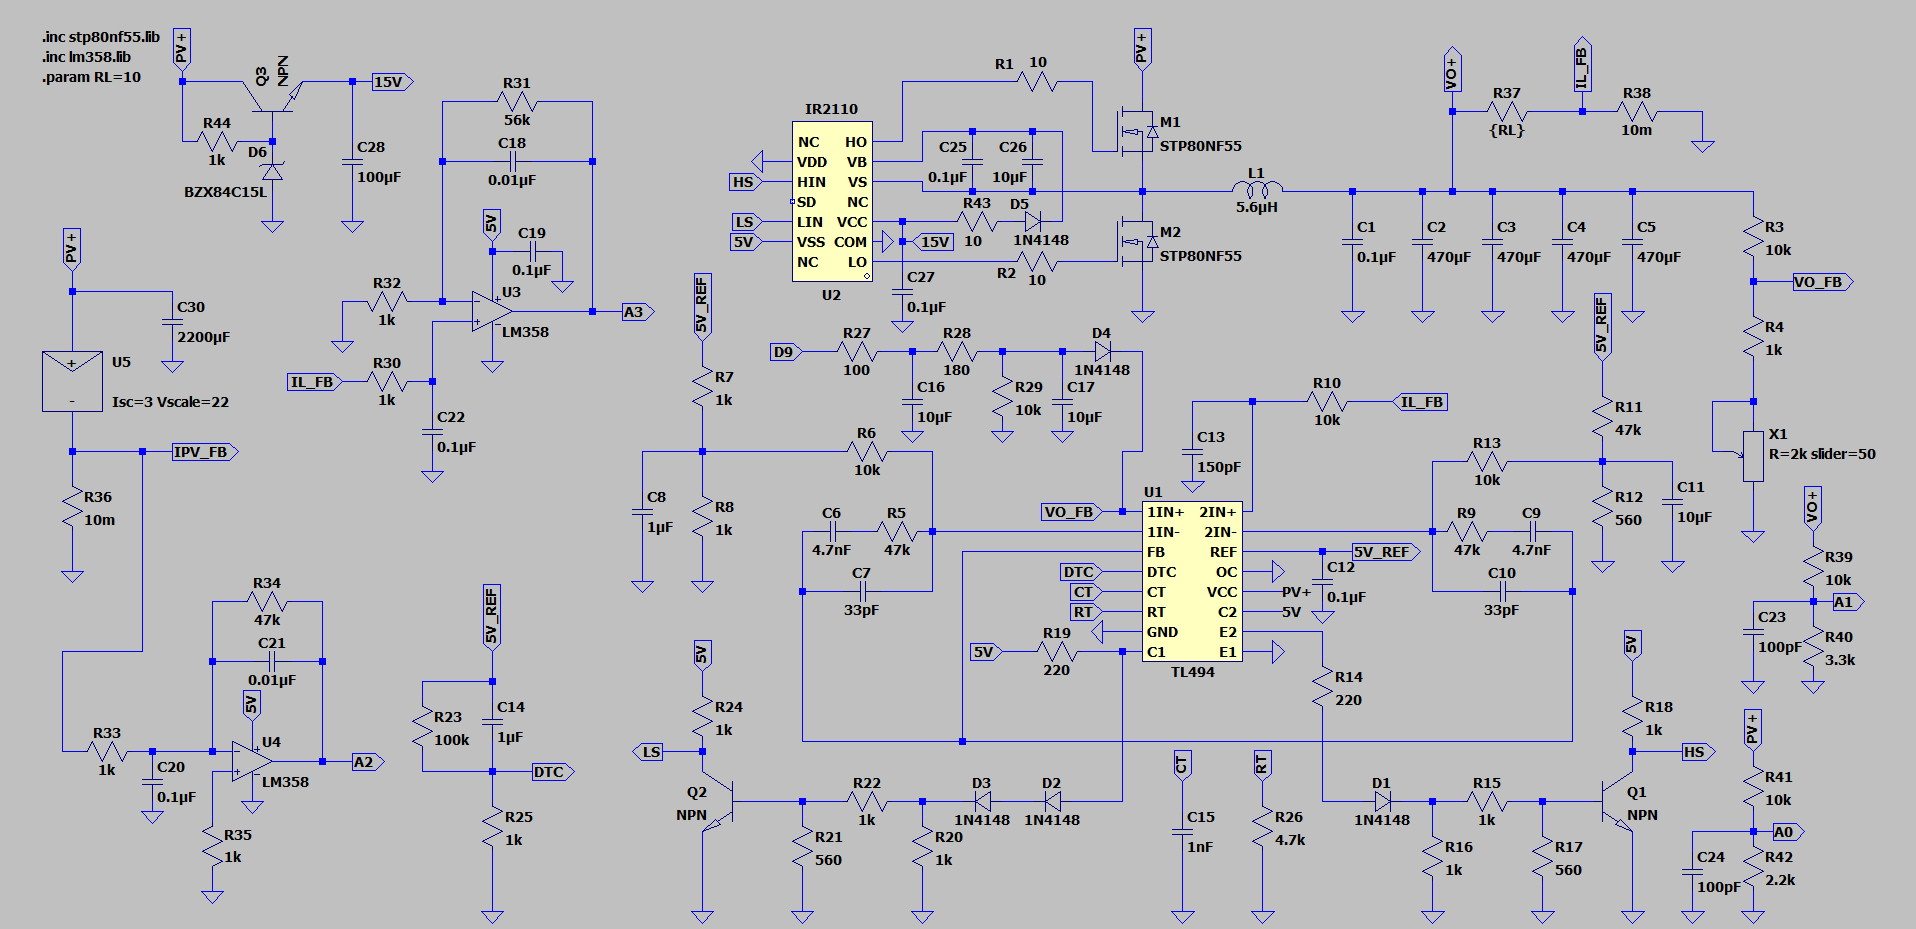 .inc stp80nf55.lib
.inc lm358.lib
.param RL=10
PV+
Q3
NPN
15V
R44
1k
D6
BZX84C15L
C28
100µF
R31
56k
C18
0.01µF
5V
C19
0.1µF
R32
1k
U3
LM358
A3
IL_FB
R30
1k
C22
0.1µF
PV+
C30
2200µF
U5
+
-
Isc=3 Vscale=22
IPV_FB
R36
10m
R34
47k
C21
0.01µF
5V
U4
LM358
A2
R33
1k
C20
0.1µF
R35
1k
5V_REF
R23
100k
C14
1µF
DTC
R25
1k
IR2110
NC
VDD
HIN
SD
LIN
VSS
NC
HO
VB
VS
NC
VCC
COM
LO
U2
HS
LS
5V
R1
10
PV+
M1
STP80NF55
C25
0.1µF
C26
10µF
R43
10
D5
1N4148
15V
R2
10
M2
STP80NF55
C27
0.1µF
L1
5.6µH
VO+
IL_FB
R37
{RL}
R38
10m
C1
0.1µF
C2
470µF
C3
470µF
C4
470µF
C5
470µF
R3
10k
VO_FB
R4
1k
X1
R=2k slider=50
5V_REF
R7
1k
D9
R27
100
R28
180
D4
1N4148
C16
10µF
R29
10k
C17
10µF
R6
10k
C8
1µF
R8
1k
C6
4.7nF
R5
47k
C7
33pF
VO_FB
R10
10k
IL_FB
C13
150pF
U1
1IN+
1IN-
FB
DTC
CT
RT
GND
C1
2IN+
2IN-
REF
OC
VCC
C2
E2
E1
TL494
DTC
CT
RT
5V
R19
220
5V_REF
C12
0.1µF
PV+
5V
R14
220
5V_REF
R11
47k
R13
10k
R12
560
C11
10µF
R9
47k
C9
4.7nF
C10
33pF
VO+
R39
10k
A1
C23
100pF
R40
3.3k
5V
R24
1k
LS
Q2
NPN
R22
1k
D3
1N4148
D2
1N4148
R21
560
R20
1k
CT
C15
1nF
RT
R26
4.7k
D1
1N4148
R15
1k
R16
1k
R17
560
5V
R18
1k
HS
Q1
NPN
PV+
R41
10k
A0
C24
100pF
R42
2.2k